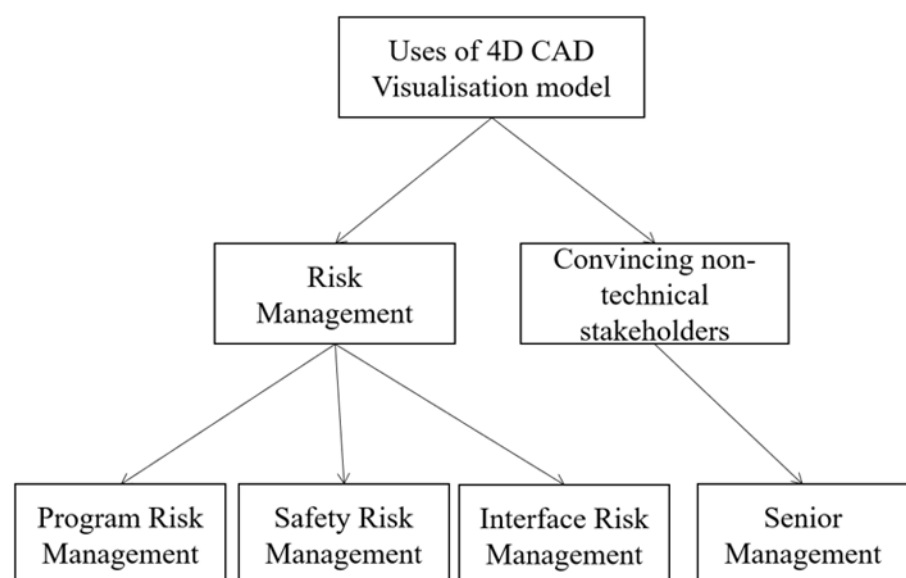 Uses of 4D CAD
Visualisation model
Risk
Management
Convincing non-
technical
stakeholders
Program Risk
Management
Safety Risk
Management
Interface Risk
Management
Senior
Management